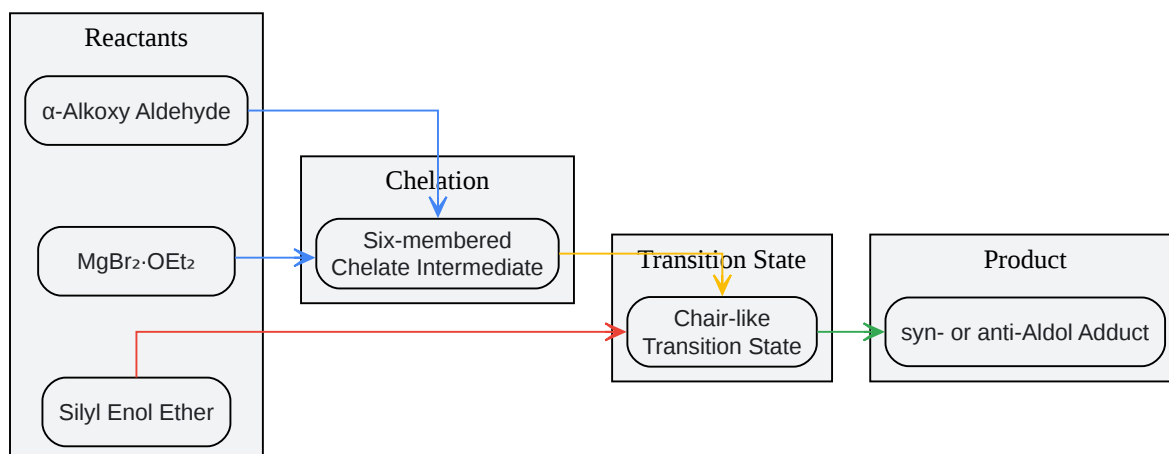 Reactants
α-Alkoxy Aldehyde
MgBr₂·OEt₂
Silyl Enol Ether
Chelation
Six-membered
Chelate Intermediate
Transition State
Chair-like
Transition State
Product
syn- or anti-Aldol Adduct